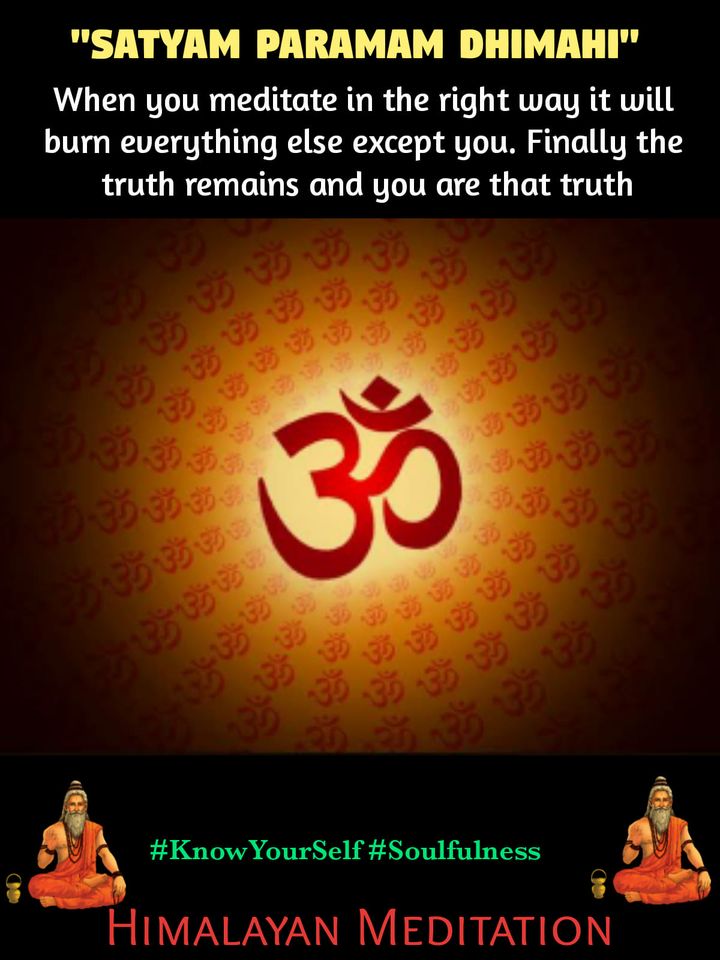 "SATYAM PARAMAM DHIMAHI"
When you meditate in the right way it will
burn everything else except you. Finally the
truth remains and you are that truth
ॐ
#KnowYourSelf #Soulfulness
HIMALAYAN MEDITATION